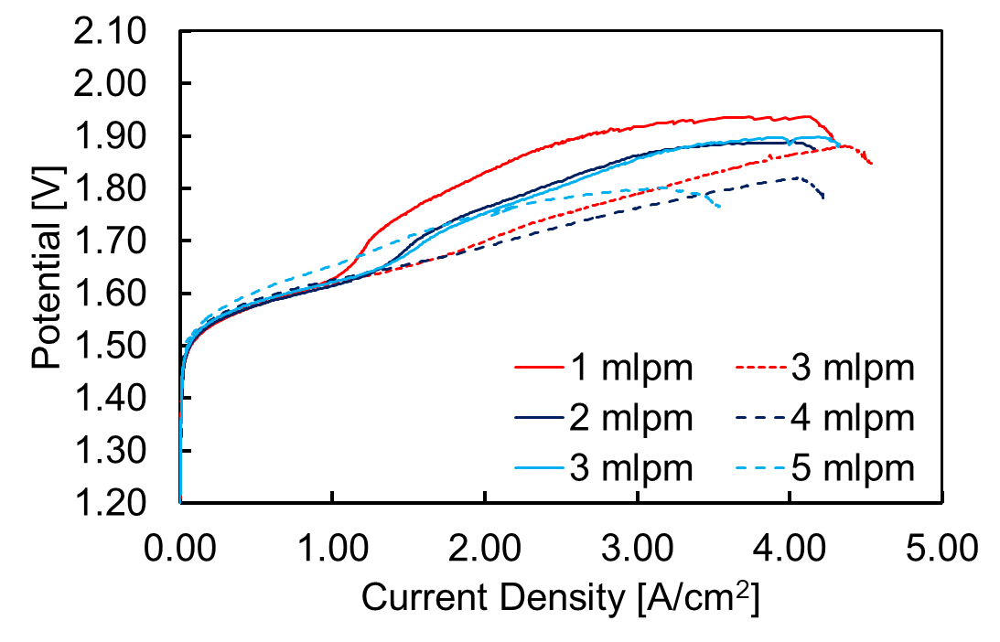 2.10
2.00
1.90
1.80
1.70
1.60
1.50
1.40
1.30
1.20
Potential [V]
1 mlpm 3 mlpm
2 mlpm 4 mlpm
3 mlpm 5 mlpm
0.00 1.00 2.00 3.00 4.00 5.00
Current Density [A/cm²]